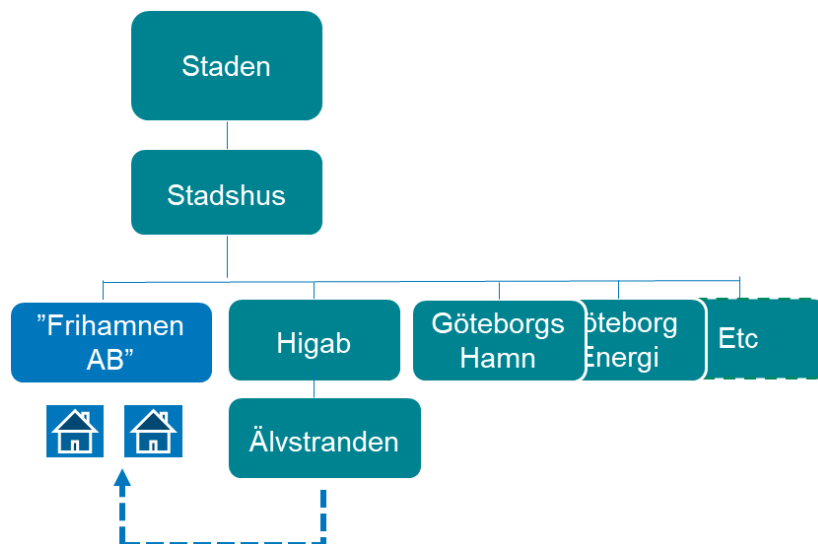 Staden
Stadshus
”Frihamnen
AB”
Higab
Göteborgs
Hamn
öteborg
Energi
Etc
Älvstranden